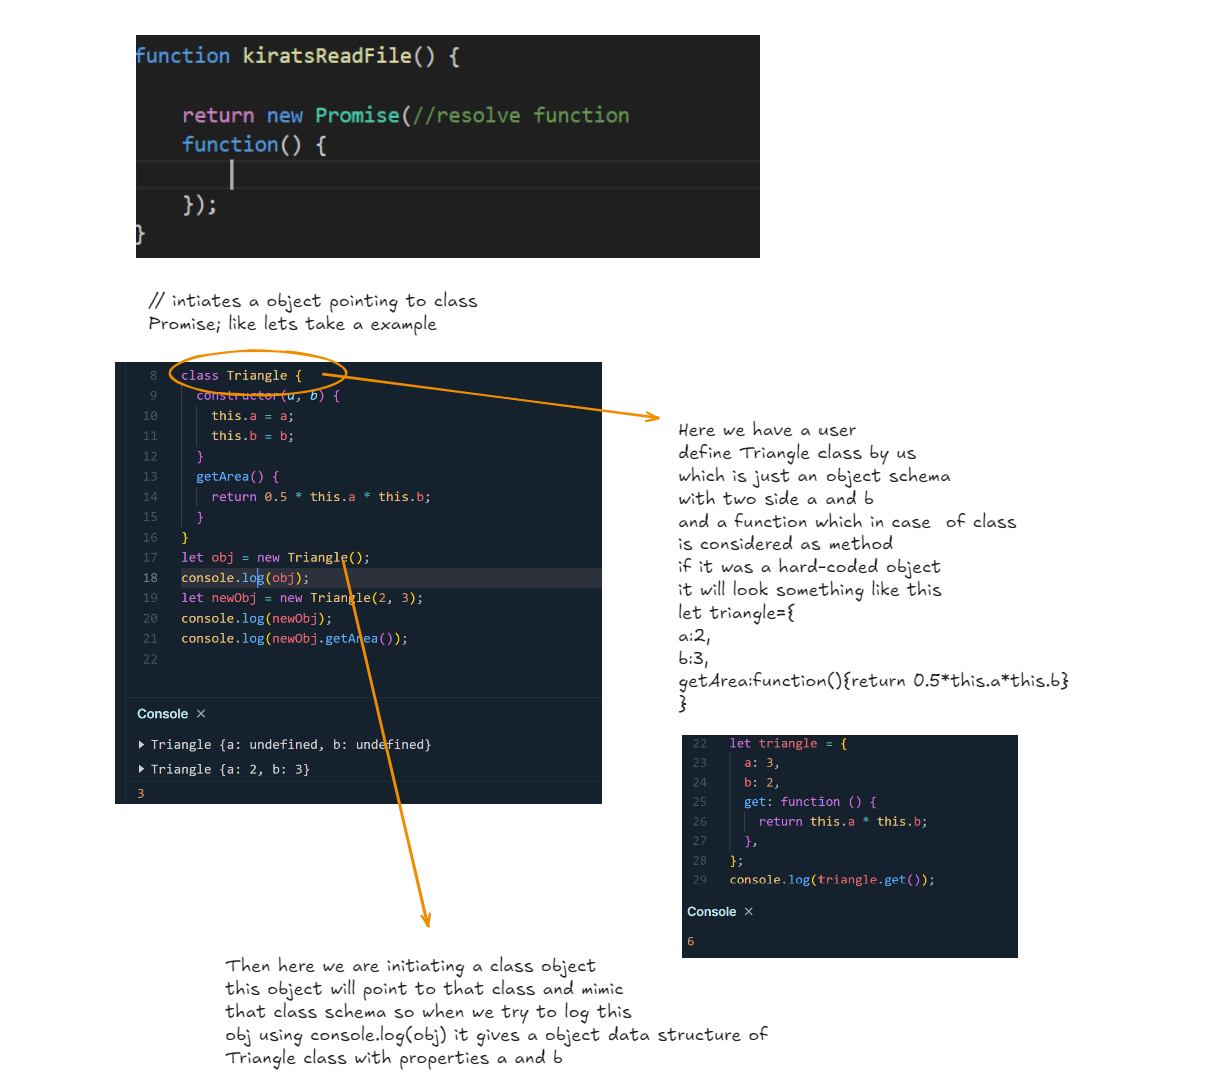 function kiratsReadFile() {
return new Promise(//resolve function
function() {
});
}
// intiates a object pointing to class
Promise; like lets take a example
8 class Triangle {
9 constructor(a, b) {
10 this.a = a;
11 this.b = b;
12 }
13 getArea() {
14 return 0.5 * this.a * this.b;
15 }
16 }
17 let obj = new Triangle();
18 console.log(obj);
19 let newObj = new Triangle(2, 3);
20 console.log(newObj);
21 console.log(newObj.getArea());
22
Console ×
Triangle {a: undefined, b: undefined}
Triangle {a: 2, b: 3}
3
Here we have a user
define Triangle class by us
which is just an object schema
with two side a and b
and a function which in case of class
is considered as method
if it was a hard-coded object
it will look something like this
let triangle={
a:2,
b:3,
getArea:function(){return 0.5*this.a*this.b}
}
22 let triangle = {
23 a: 3,
24 b: 2,
25 get: function () {
26 return this.a * this.b;
27 },
28 };
29 console.log(triangle.get());
Console ×
6
Then here we are initiating a class object
this object will point to that class and mimic
that class schema so when we try to log this
obj using console.log(obj) it gives a object data structure of
Triangle class with properties a and b